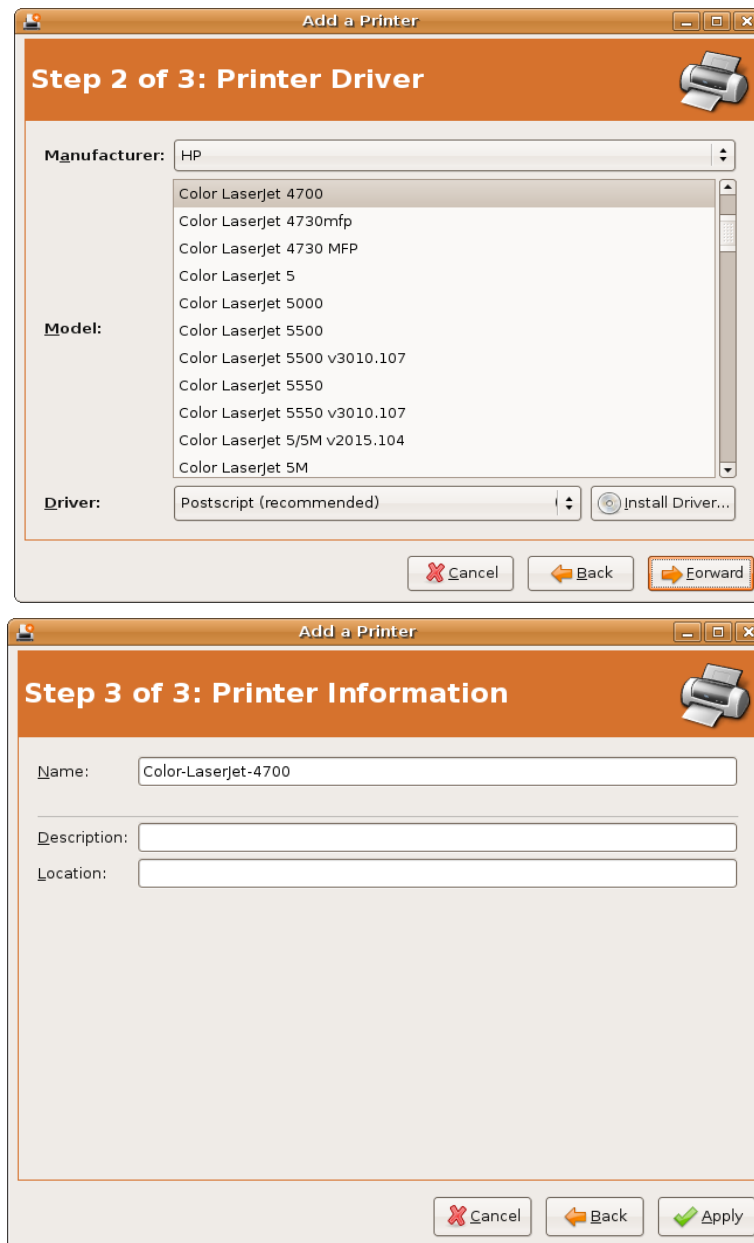 Add a Printer
Step 2 of 3: Printer Driver
Manufacturer: HP
Color LaserJet 4700
Color LaserJet 4730mfp
Color LaserJet 4730 MFP
Color LaserJet 5
Color LaserJet 5000
Model: Color LaserJet 5500
Color LaserJet 5500 v3010.107
Color LaserJet 5550
Color LaserJet 5550 v3010.107
Color LaserJet 5/5M v2015.104
Color LaserJet 5M
Driver: Postscript (recommended) Install Driver...
Cancel Back Forward
Add a Printer
Step 3 of 3: Printer Information
Name: Color-LaserJet-4700
Description:
Location:
Cancel Back Apply